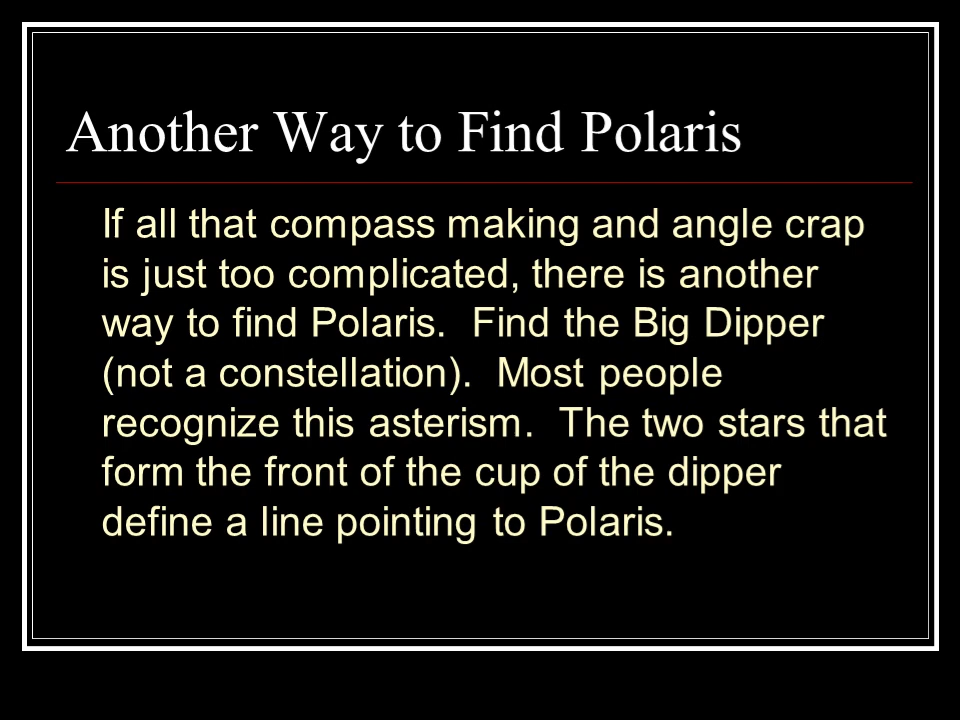 Another Way to Find Polaris
If all that compass making and angle crap
is just too complicated, there is another
way to find Polaris.  Find the Big Dipper
(not a constellation).  Most people
recognize this asterism.  The two stars that
form the front of the cup of the dipper
define a line pointing to Polaris.